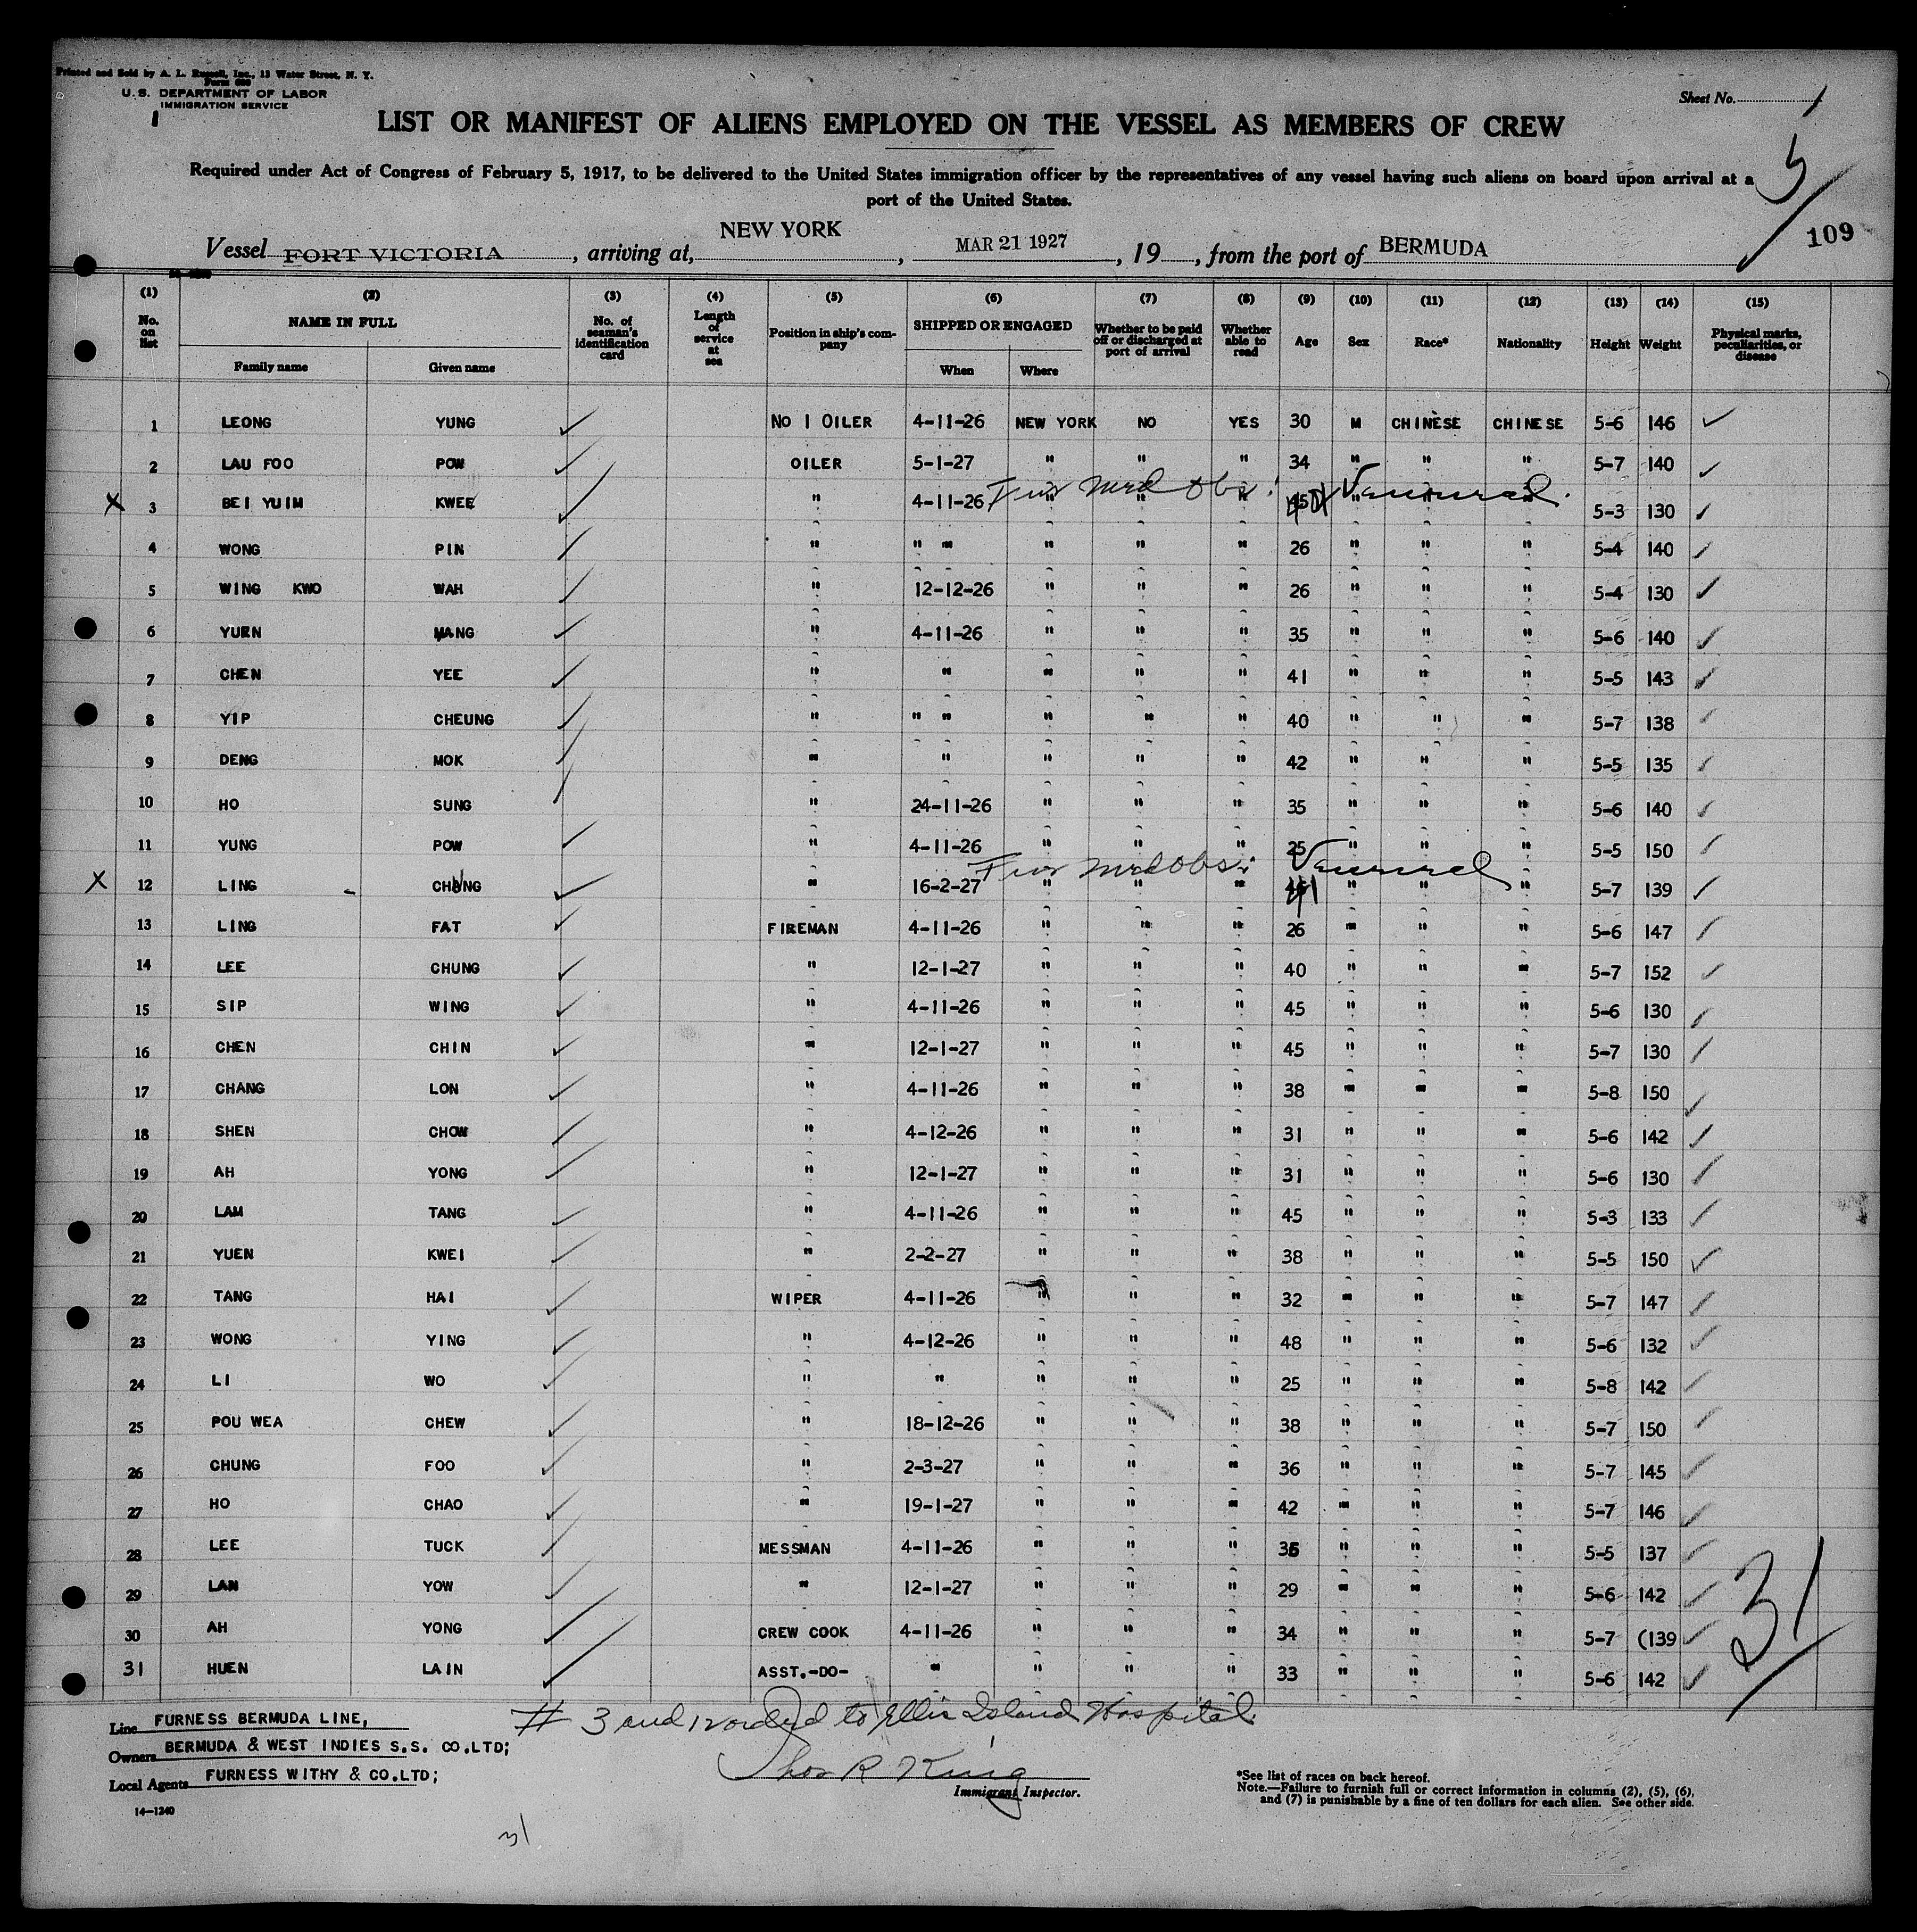 Printed and Sold by A. L. Russell, Inc., 13 Water Street, N. Y.
Form 680
U. S. DEPARTMENT OF LABOR
IMMIGRATION SERVICE
1
Sheet No. 1
LIST OR MANIFEST OF ALIENS EMPLOYED ON THE VESSEL AS MEMBERS OF CREW
Required under Act of Congress of February 5, 1917, to be delivered to the United States immigration officer by the representatives of any vessel having such aliens on board upon arrival at a
port of the United States.
5
109
Vessel FORT VICTORIA, arriving at, NEW YORK, MAR 21 1927, 19, from the port of BERMUDA
(1) (2) (3) (4) (5) (6) (7) (8) (9) (10) (11) (12) (13) (14) (15)
No. on list NAME IN FULL Family name Given name No. of seaman's identification card Length of service at sea Position in ship's company SHIPPED OR ENGAGED When Where Whether to be paid off or discharged at port of arrival Whether able to read Age Sex Race* Nationality Height Weight Physical marks, peculiarities, or disease
1 LEONG YUNG ✓ NO 1 OILER 4-11-26 NEW YORK NO YES 30 M CHINESE CHINESE 5-6 146 ✓
2 LAU FOO POW ✓ OILER 5-1-27 " " " 34 " " " 5-7 140 ✓
X 3 BEI YUIM KWEE ✓ " 4-11-26 " " " " " " 5-3 130 ✓
4 WONG PIN ✓ " " " " " " 26 " " " 5-4 140 ✓
5 WING KWO WAH ✓ " 12-12-26 " " " 26 " " " 5-4 130 ✓
6 YUEN MANG ✓ " 4-11-26 " " " 35 " " " 5-6 140 ✓
7 CHEN YEE ✓ " " " " " 41 " " " 5-5 143 ✓
8 YIP CHEUNG ✓ " " " " " " 40 " " " 5-7 138 ✓
9 DENG MOK ✓ " " " " " 42 " " " 5-5 135 ✓
10 HO SUNG ✓ " 24-11-26 " " " 35 " " " 5-6 140 ✓
11 YUNG POW ✓ " 4-11-26 " " " 25 " " " 5-5 150 ✓
X 12 LING - CHUNG ✓ " 16-2-27 " " " 41 " " 5-7 139 ✓
13 LING FAT ✓ FIREMAN 4-11-26 " " " 26 " " " 5-6 147 ✓
14 LEE CHUNG ✓ " 12-1-27 " " " 40 " " " 5-7 152 ✓
15 SIP WING ✓ " 4-11-26 " " " 45 " " " 5-6 130 ✓
16 CHEN CHIN ✓ " 12-1-27 " " " 45 " " " 5-7 130 ✓
17 CHANG LON ✓ " 4-11-26 " " " 38 " " " 5-8 150 ✓
18 SHEN CHOW ✓ " 4-12-26 " " " 31 " " " 5-6 142 ✓
19 AH YONG ✓ " 12-1-27 " " " 31 " " " 5-6 130 ✓
20 LAM TANG ✓ " 4-11-26 " " " 45 " " " 5-3 133 ✓
21 YUEN KWEI ✓ " 2-2-27 " " " 38 " " " 5-5 150 ✓
22 TANG HAI ✓ WIPER 4-11-26 " " " 32 " " " 5-7 147 ✓
23 WONG YING ✓ " 4-12-26 " " " 48 " " " 5-6 132 ✓
24 LI WO ✓ " " " " " 25 " " " 5-8 142 ✓
25 POU WEA CHEW ✓ " 18-12-26 " " " 38 " " " 5-7 150 ✓
26 CHUNG FOO ✓ " 2-3-27 " " " 36 " " " 5-7 145 ✓
27 HO CHAO ✓ " 19-1-27 " " " 42 " " " 5-7 146 ✓
28 LEE TUCK ✓ MESSMAN 4-11-26 " " " 36 " " " 5-5 137 ✓
29 LAN YOW ✓ " 12-1-27 " " " 29 " " " 5-6 142 ✓
30 AH YONG ✓ CREW COOK 4-11-26 " " " 34 " " " 5-7 (139 ✓
31 HUEN LAIN ✓ ASST.-DO- " " " " 33 " " " 5-6 142 ✓
31
# 3 and 12 ordered to Ellis Island Hospital
Line FURNESS BERMUDA LINE,
Owners BERMUDA & WEST INDIES S.S. CO.LTD;
Local Agents FURNESS WITHY & CO.LTD;
Thos R King
Immigrant Inspector.
14-1240
*See list of races on back hereof.
Note.—Failure to furnish full or correct information in columns (2), (5), (6),
and (7) is punishable by a fine of ten dollars for each alien. See other side.
31